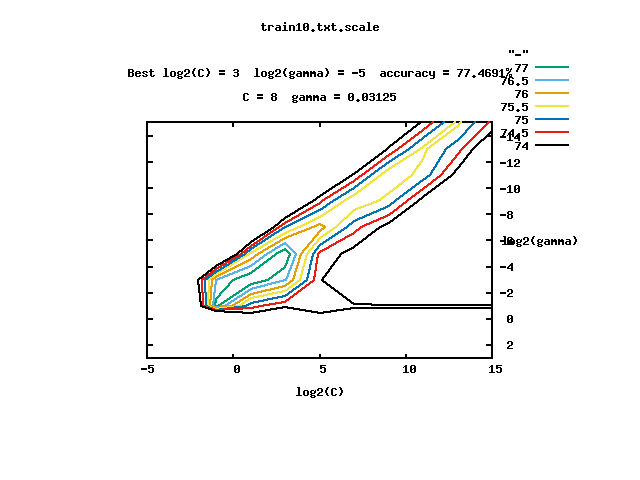 train10.txt.scale
"-"
Best log2(C) = 3  log2(gamma) = -5  accuracy = 77.4691%
77
76.5
C = 8  gamma = 0.03125
76
75.5
75
74.5
74
-14
-12
-10
-8
-6
log2(gamma)
-4
-2
0
2
-5 0 5 10 15
log2(C)